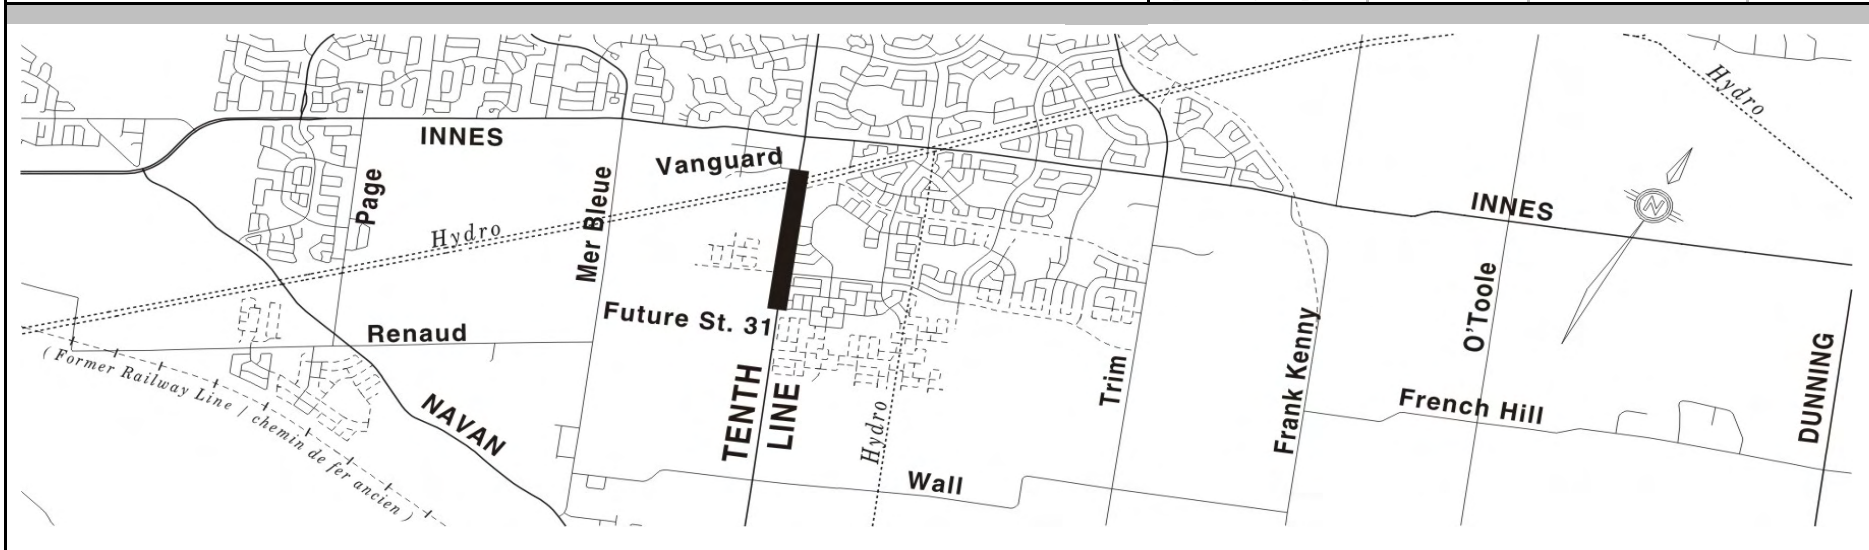 Hydro
INNES
Vanguard
Page
Mer Bleue
Hydro
INNES
N
O'Toole
Future St. 31
Renaud
( Former Railway Line / chemin de fer ancien )
NAVAN
TENTH
LINE
Hydro
Trim
Frank Kenny
French Hill
DUNNING
Wall